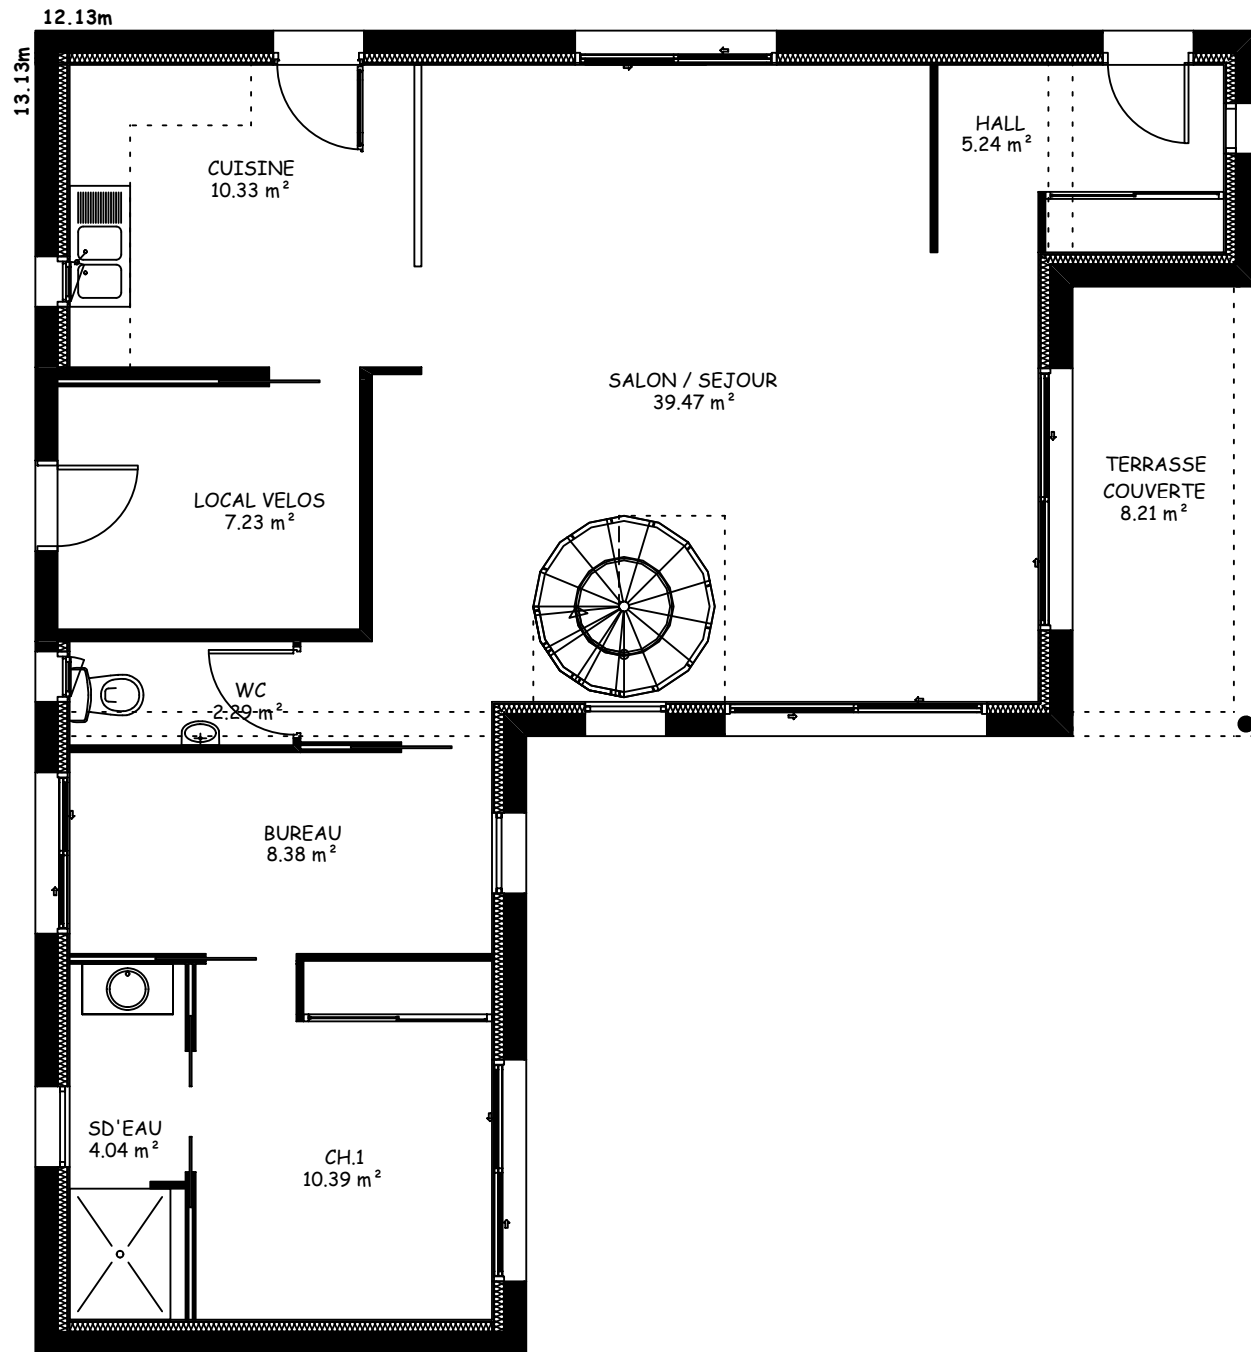 12.13m
13.13m
HALL
5.24 m²
CUISINE
10.33 m²
SALON / SEJOUR
39.47 m²
TERRASSE
COUVERTE
8.21 m²
LOCAL VELOS
7.23 m²
WC
2.29 m²
BUREAU
8.38 m²
SD'EAU
4.04 m²
CH.1
10.39 m²